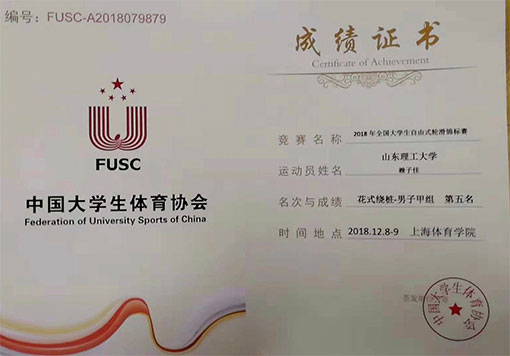 编号：FUSC-A2018079879
FUSC
中国大学生体育协会
Federation of University Sports of China
成绩证书
Certificate of Achievement
竞赛名称 2018年全国大学生自由式轮滑锦标赛
山东理工大学
运动员姓名 赖子佳
名次与成绩 花式绕桩-男子甲组 第五名
时间地点 2018.12.8-9 上海体育学院
中国大学生体育协会